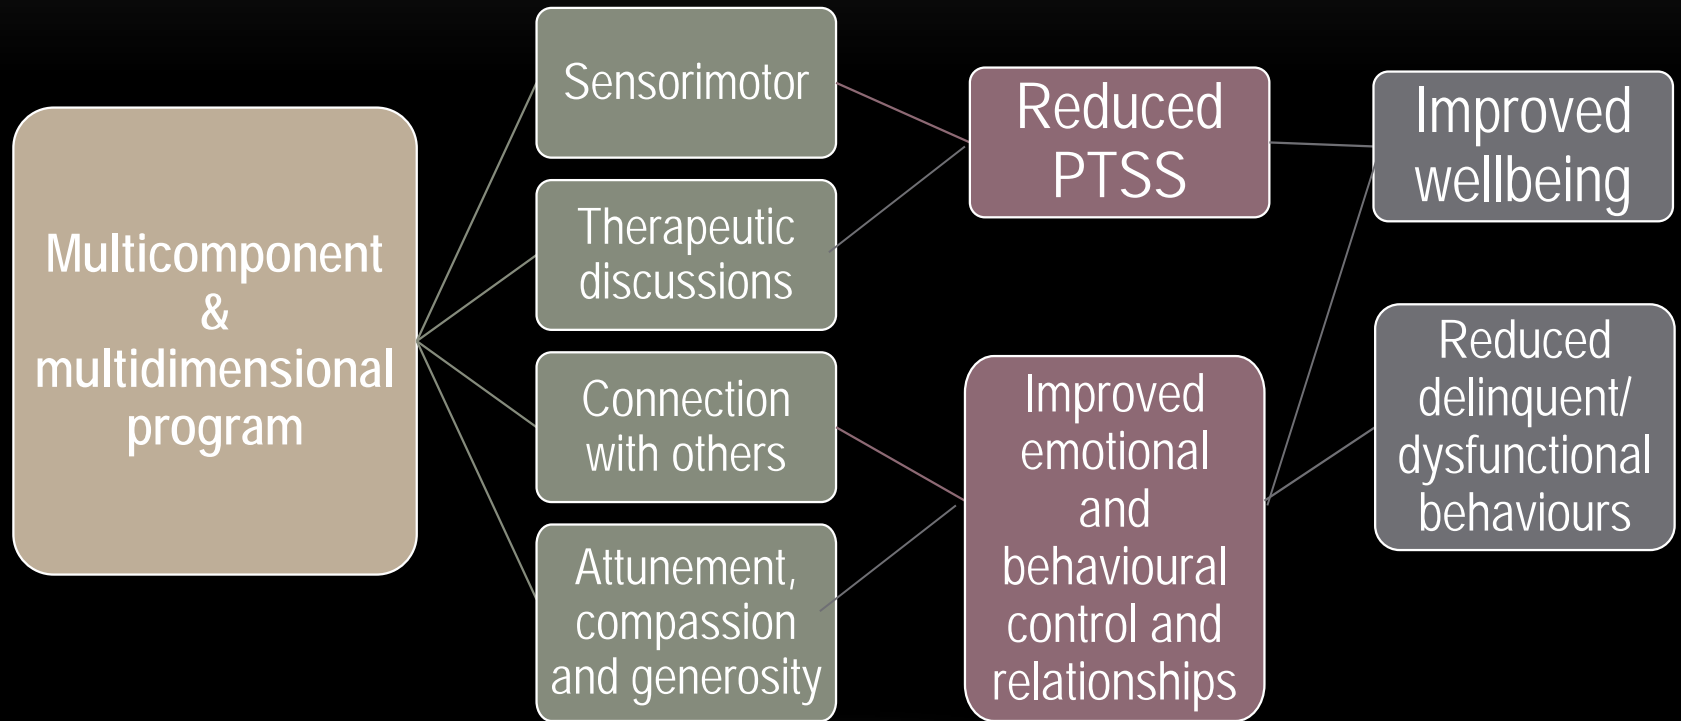 Multicomponent
&
multidimensional
program
Sensorimotor
Therapeutic
discussions
Connection
with others
Attunement,
compassion
and generosity
Reduced
PTSS
Improved
emotional
and
behavioural
control and
relationships
Improved
wellbeing
Reduced
delinquent/
dysfunctional
behaviours